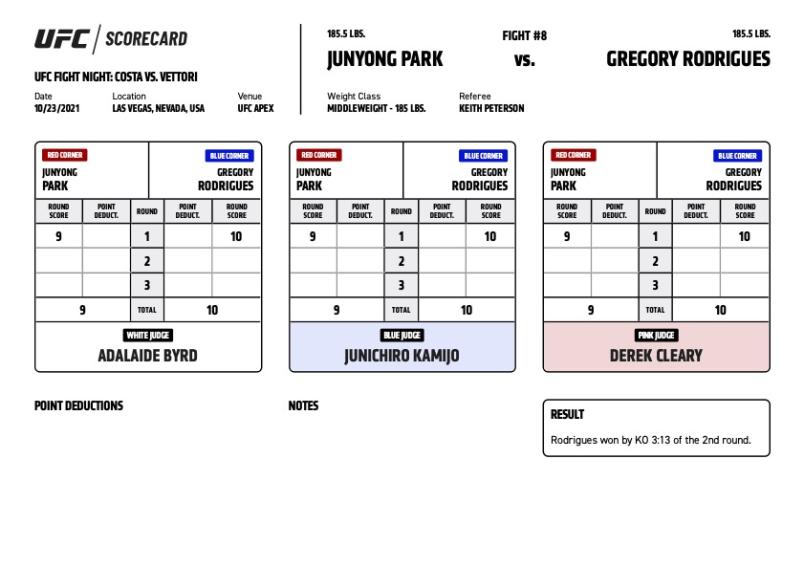 UFC / SCORECARD
UFC FIGHT NIGHT: COSTA VS. VETTORI
Date Location Venue
10/23/2021 LAS VEGAS, NEVADA, USA UFC APEX
185.5 LBS. FIGHT #8 185.5 LBS.
JUNYONG PARK vs. GREGORY RODRIGUES
Weight Class Referee
MIDDLEWEIGHT - 185 LBS. KEITH PETERSON
RED CORNER BLUE CORNER
JUNYONG GREGORY
PARK RODRIGUES
ROUND POINT ROUND POINT ROUND
SCORE DEDUCT. DEDUCT. SCORE
9 1 10
2
3
9 TOTAL 10
WHITE JUDGE
ADALAIDE BYRD
RED CORNER BLUE CORNER
JUNYONG GREGORY
PARK RODRIGUES
ROUND POINT ROUND POINT ROUND
SCORE DEDUCT. DEDUCT. SCORE
9 1 10
2
3
9 TOTAL 10
BLUE JUDGE
JUNICHIRO KAMIJO
RED CORNER BLUE CORNER
JUNYONG GREGORY
PARK RODRIGUES
ROUND POINT ROUND POINT ROUND
SCORE DEDUCT. DEDUCT. SCORE
9 1 10
2
3
9 TOTAL 10
PINK JUDGE
DEREK CLEARY
POINT DEDUCTIONS
NOTES
RESULT
Rodrigues won by KO 3:13 of the 2nd round.